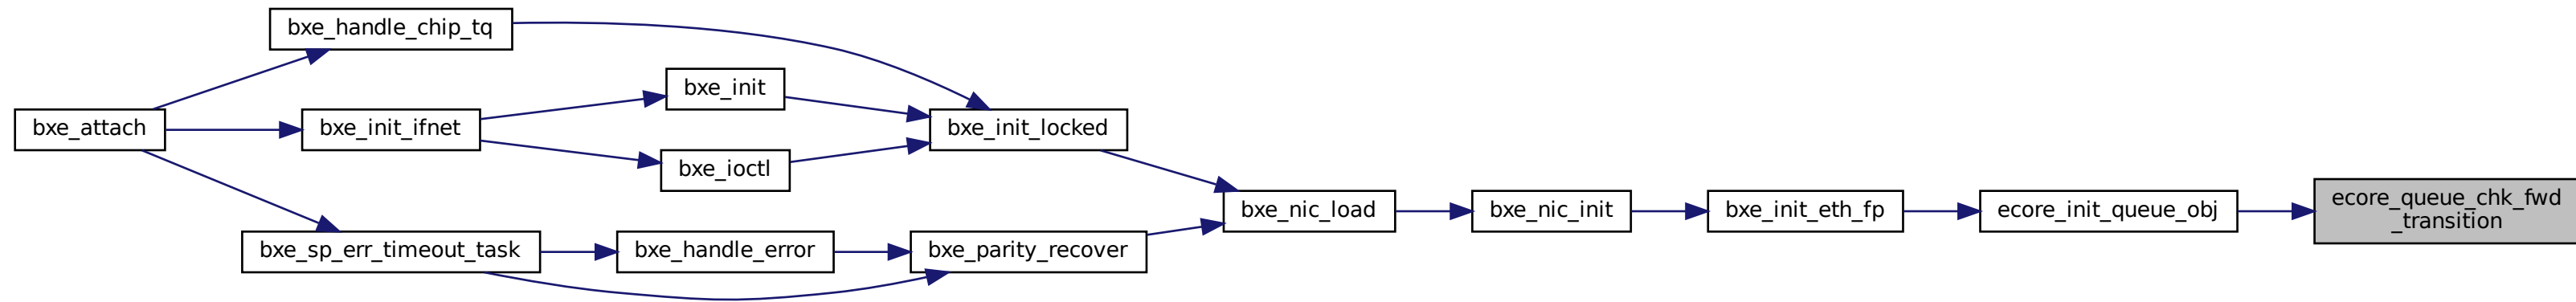 bxe_handle_chip_tq
bxe_init
bxe_attach
bxe_init_ifnet
bxe_init_locked
bxe_ioctl
bxe_nic_load
bxe_nic_init
bxe_init_eth_fp
ecore_init_queue_obj
ecore_queue_chk_fwd
_transition
bxe_sp_err_timeout_task
bxe_handle_error
bxe_parity_recover